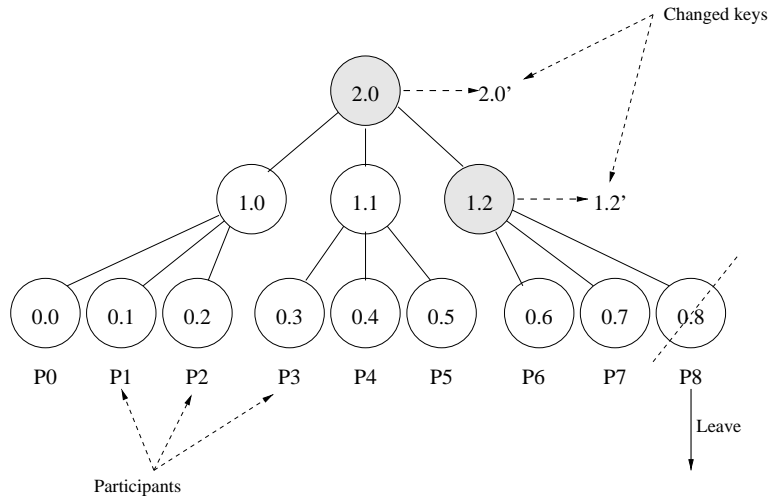 Changed keys
2.0 2.0’
1.0 1.1 1.2 1.2’
0.0 0.1 0.2 0.3 0.4 0.5 0.6 0.7 0.8
P0 P1 P2 P3 P4 P5 P6 P7 P8
Leave
Participants